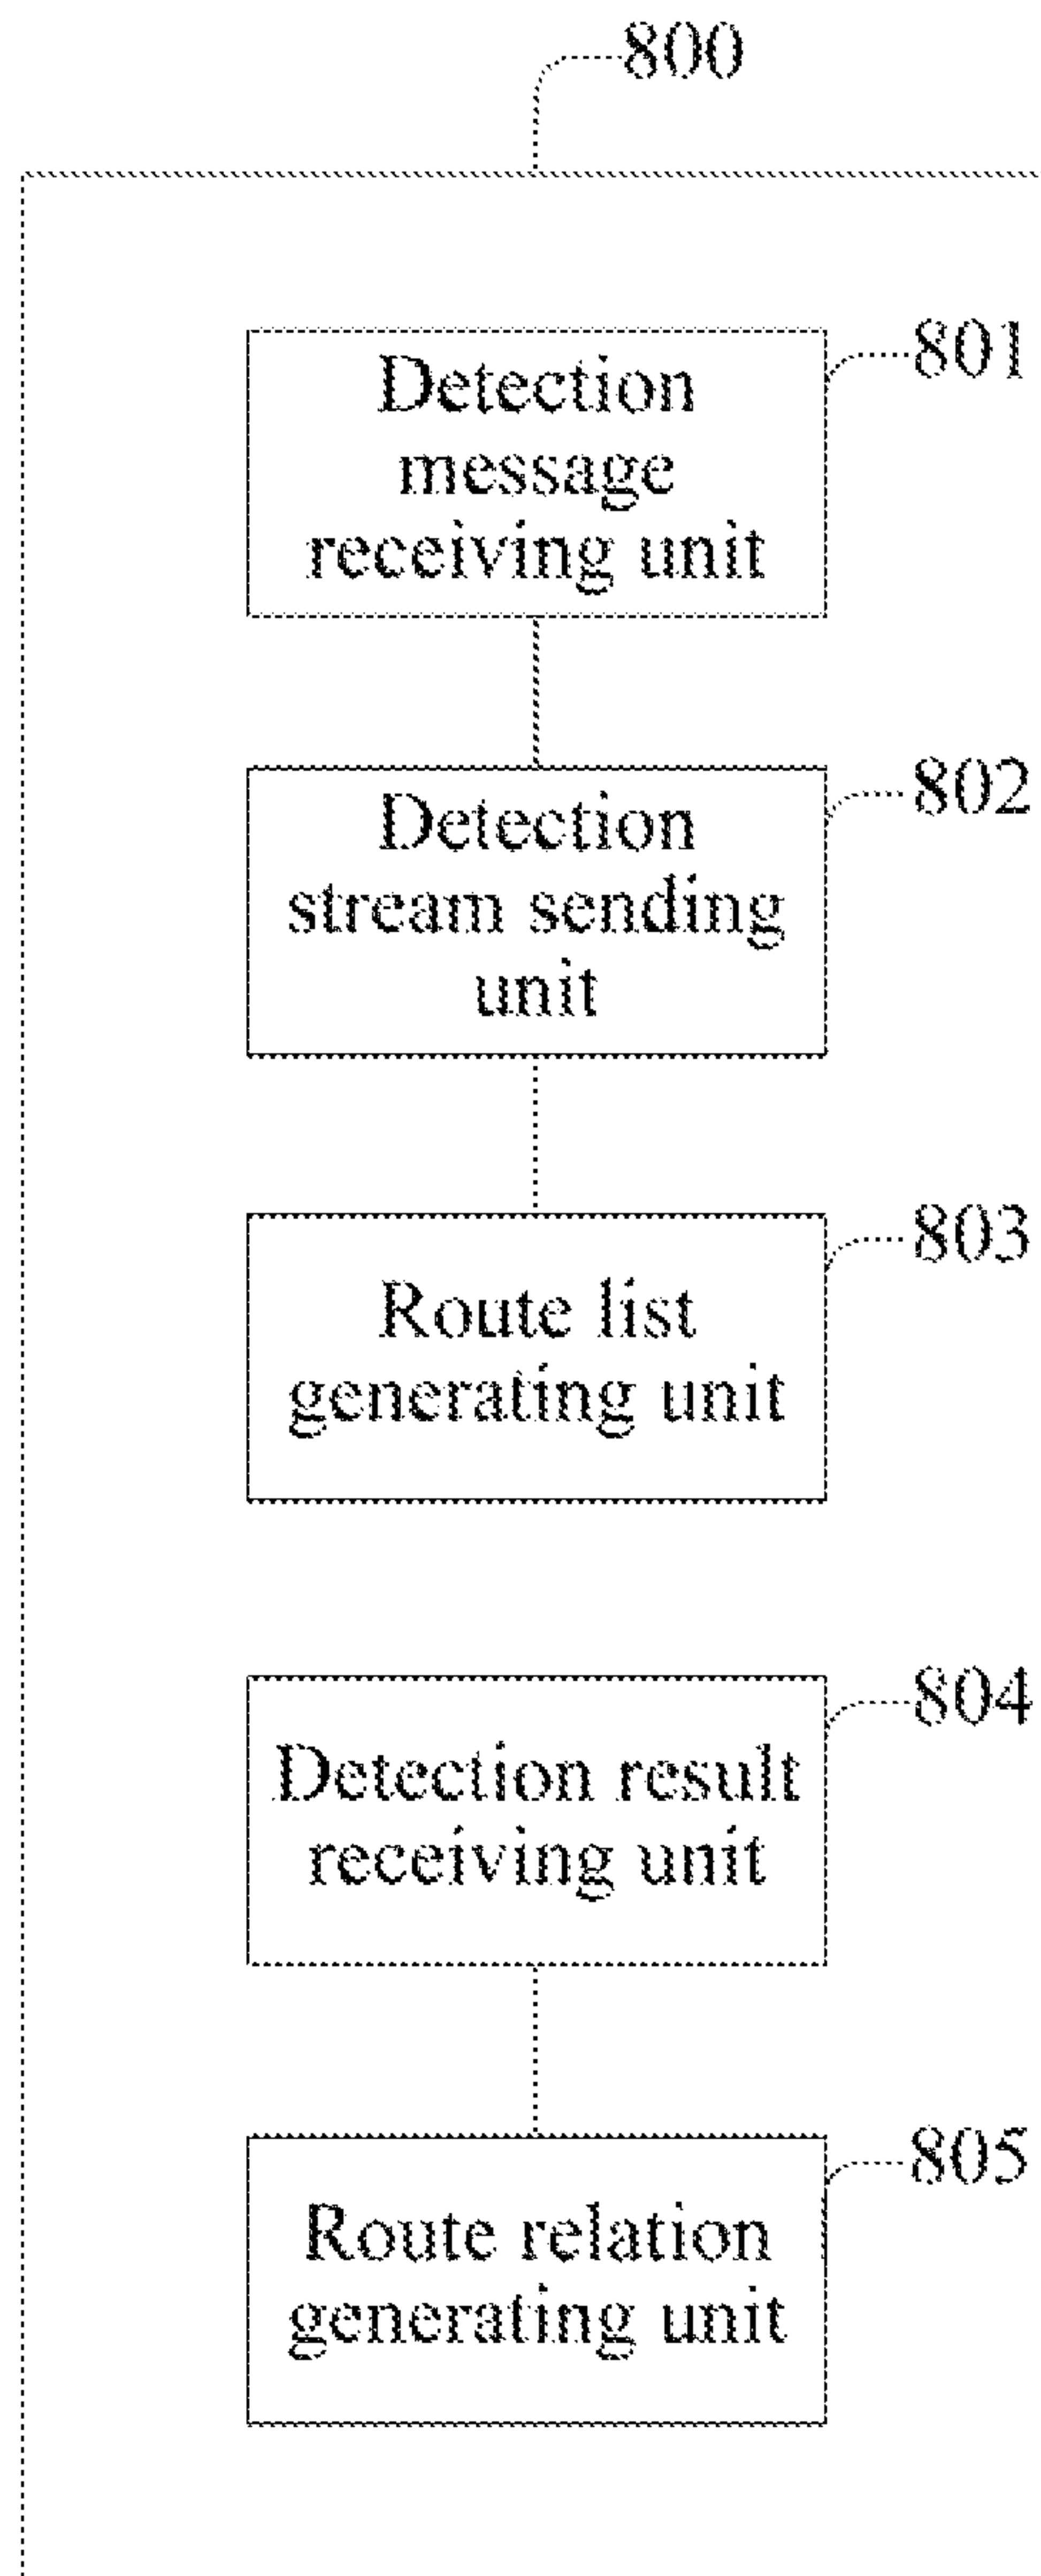 800
801
Detection
message
receiving unit
802
Detection
stream sending
unit
803
Route list
generating unit
804
Detection result
receiving unit
805
Route relation
generating unit